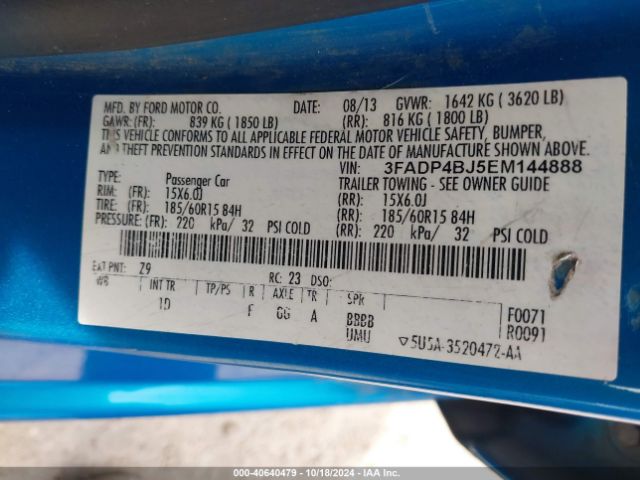 MFD. BY FORD MOTOR CO. DATE: 08/13 GVWR: 1642 KG ( 3620 LB)
GAWR: (FR): 839 KG ( 1850 LB) (RR): 816 KG ( 1800 LB)
THIS VEHICLE CONFORMS TO ALL APPLICABLE FEDERAL MOTOR VEHICLE SAFETY, BUMPER,
AND THEFT PREVENTION STANDARDS IN EFFECT ON THE DATE OF MANUFACTURE SHOWN ABOVE.
VIN: 3FADP4BJ5EM144888
TYPE: Passenger Car TRAILER TOWING - SEE OWNER GUIDE
RIM: (FR): 15X6.0J (RR): 15X6.0J
TIRE: (FR): 185/60R15 84H (RR): 185/60R15 84H
PRESSURE: (FR): 220 kPa/ 32 PSI COLD (RR): 220 kPa/ 32 PSI COLD
EXT PNT: Z9 RC: 23 DSO:
WB INT TR TP/PS R AXLE TR SPR
1D F 66 A BBBB
UMU
F0071
R0091
5U5A-3520472-AA
000-40640479 - 10/18/2024 - IAAI.COM